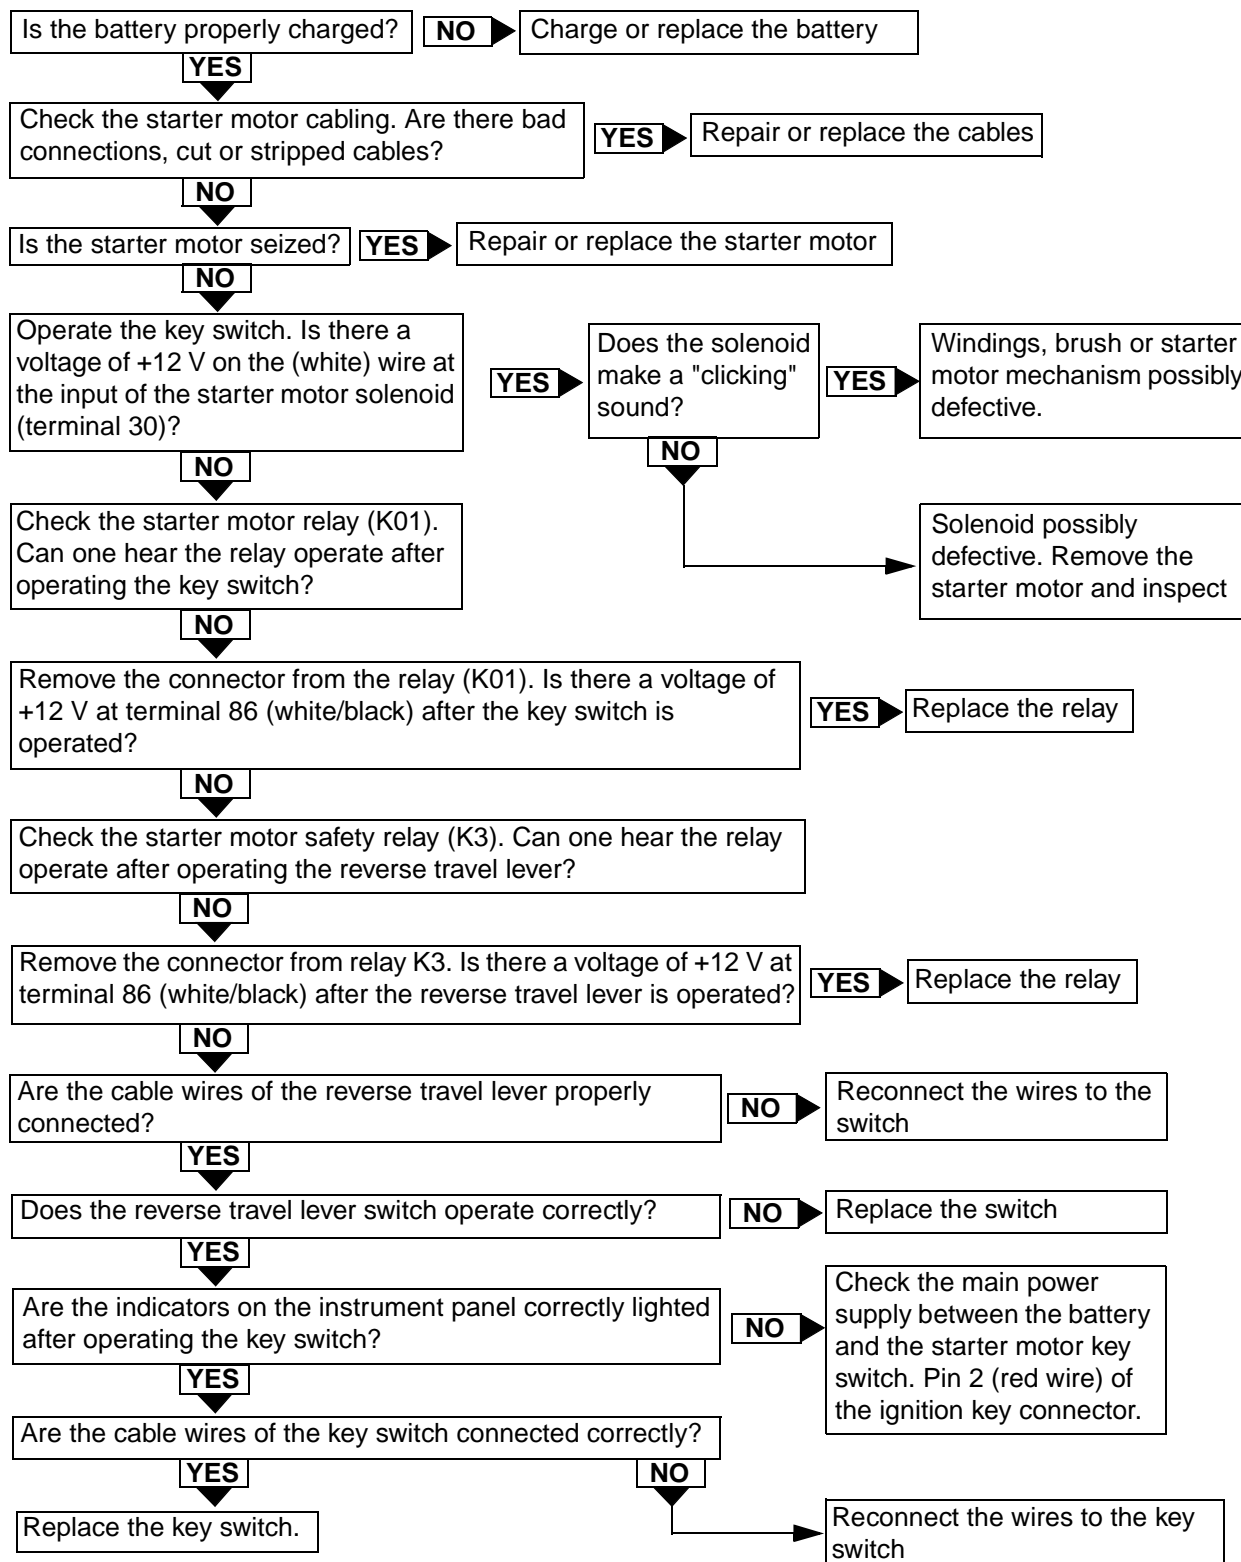 Is the battery properly charged?
NO
Charge or replace the battery
YES
Check the starter motor cabling. Are there bad
connections, cut or stripped cables?
YES
Repair or replace the cables
NO
Is the starter motor seized?
YES
Repair or replace the starter motor
NO
Operate the key switch. Is there a
voltage of +12 V on the (white) wire at
the input of the starter motor solenoid
(terminal 30)?
YES
Does the solenoid
make a "clicking"
sound?
YES
Windings, brush or starter
motor mechanism possibly
defective.
NO
Solenoid possibly
defective. Remove the
starter motor and inspect
NO
Check the starter motor relay (K01).
Can one hear the relay operate after
operating the key switch?
NO
Remove the connector from the relay (K01). Is there a voltage of
+12 V at terminal 86 (white/black) after the key switch is
operated?
YES
Replace the relay
NO
Check the starter motor safety relay (K3). Can one hear the relay
operate after operating the reverse travel lever?
NO
Remove the connector from relay K3. Is there a voltage of +12 V at
terminal 86 (white/black) after the reverse travel lever is operated?
YES
Replace the relay
NO
Are the cable wires of the reverse travel lever properly
connected?
NO
Reconnect the wires to the
switch
YES
Does the reverse travel lever switch operate correctly?
NO
Replace the switch
YES
Are the indicators on the instrument panel correctly lighted
after operating the key switch?
NO
Check the main power
supply between the battery
and the starter motor key
switch. Pin 2 (red wire) of
the ignition key connector.
YES
Are the cable wires of the key switch connected correctly?
YES
NO
Replace the key switch.
Reconnect the wires to the key
switch